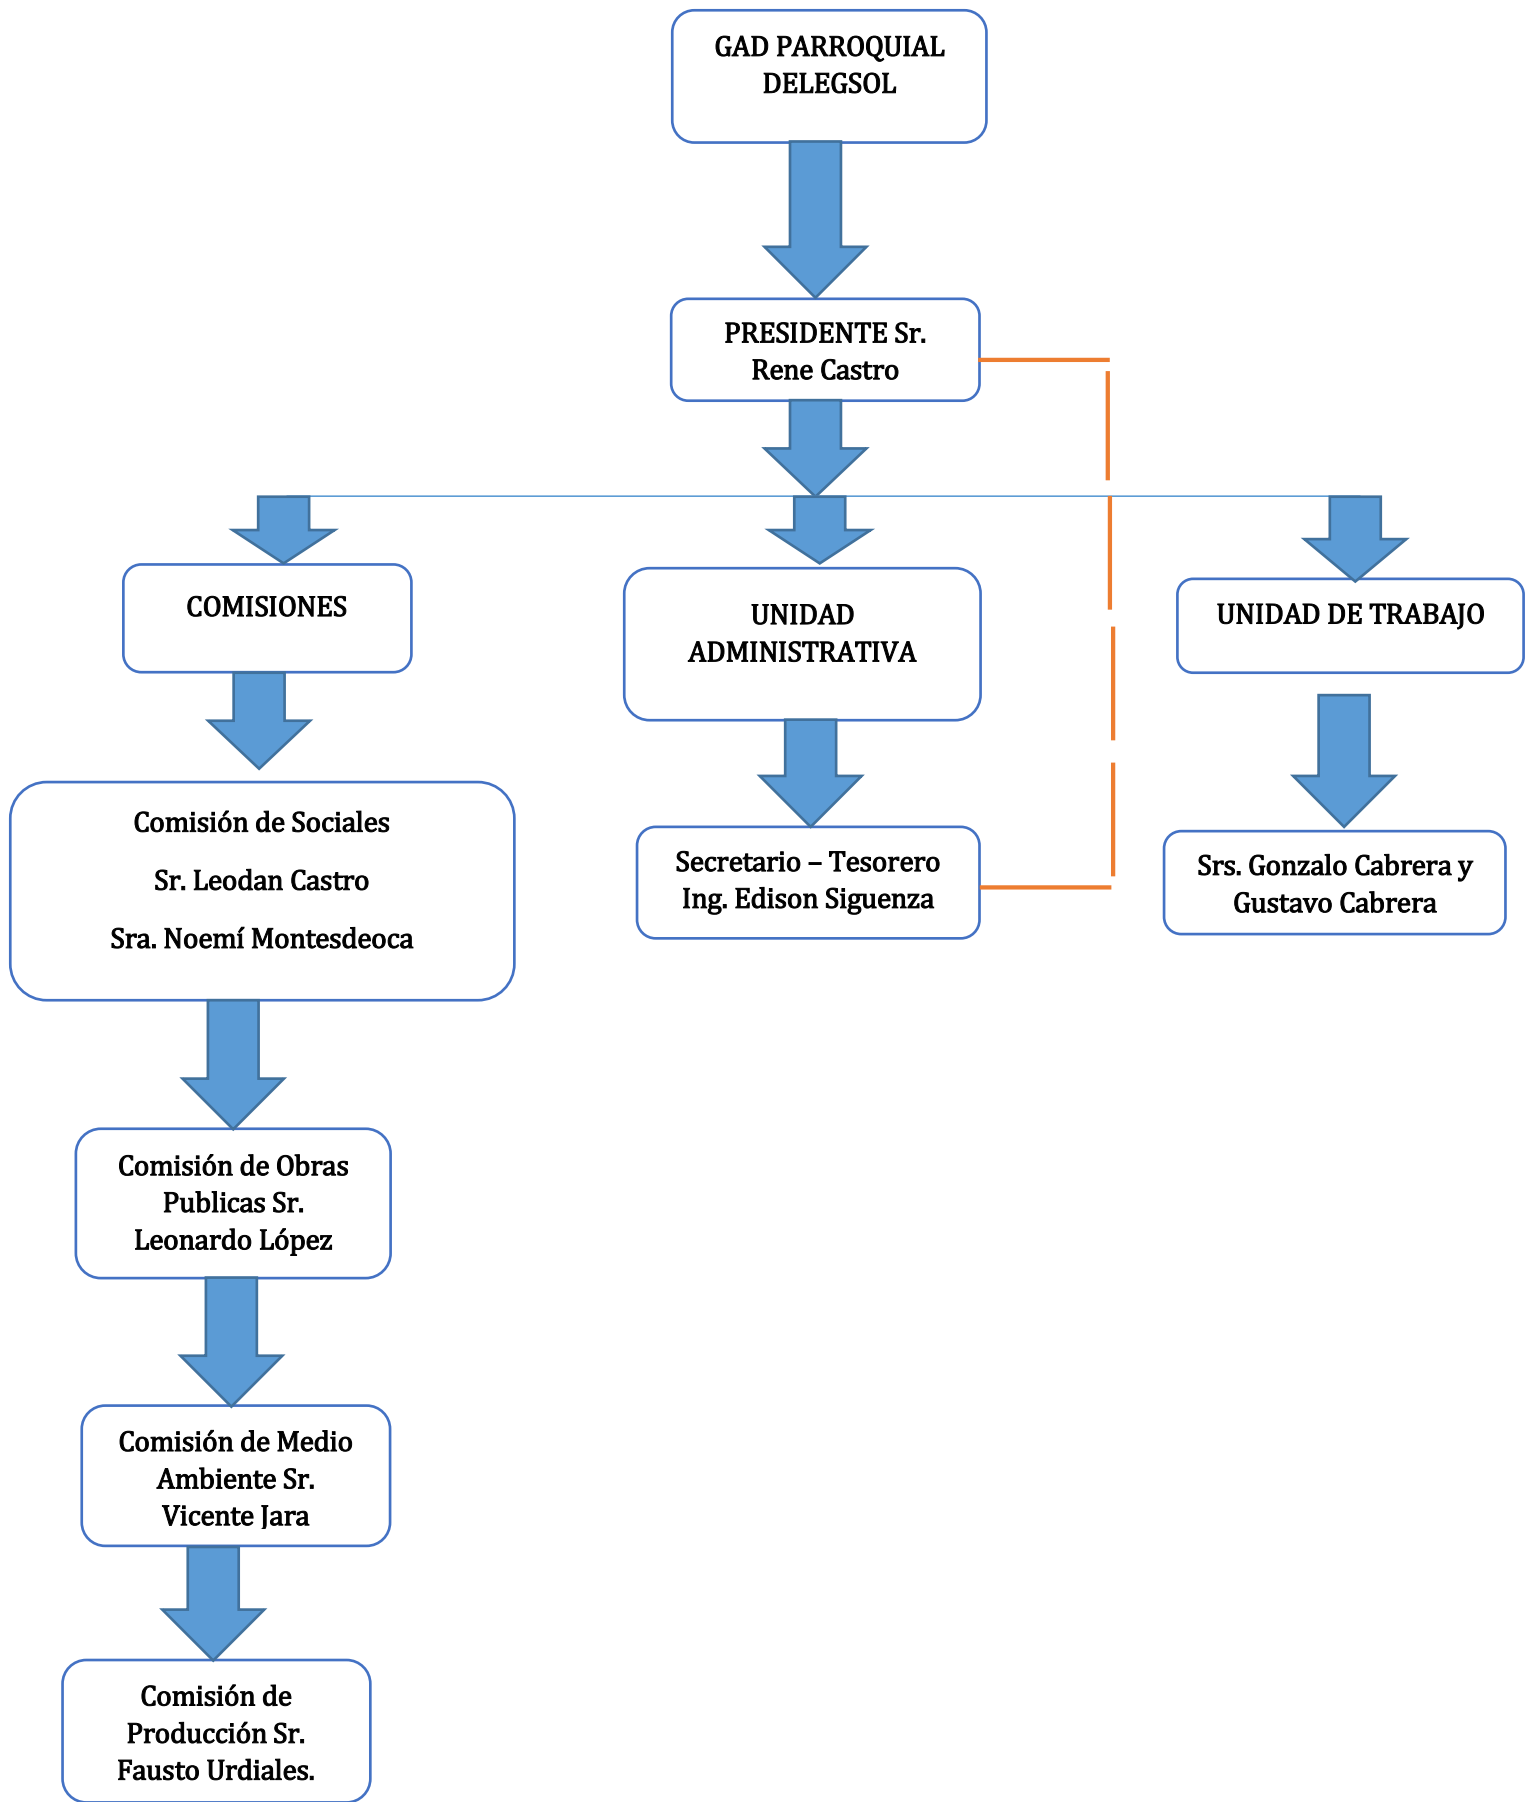 GAD PARROQUIAL
DELEGSOL
PRESIDENTE Sr.
Rene Castro
COMISIONES
UNIDAD
ADMINISTRATIVA
UNIDAD DE TRABAJO
Comisión de Sociales
Sr. Leodan Castro
Sra. Noemí Montesdeoca
Secretario – Tesorero
Ing. Edison Siguenza
Srs. Gonzalo Cabrera y
Gustavo Cabrera
Comisión de Obras
Publicas Sr.
Leonardo López
Comisión de Medio
Ambiente Sr.
Vicente Jara
Comisión de
Producción Sr.
Fausto Urdiales.